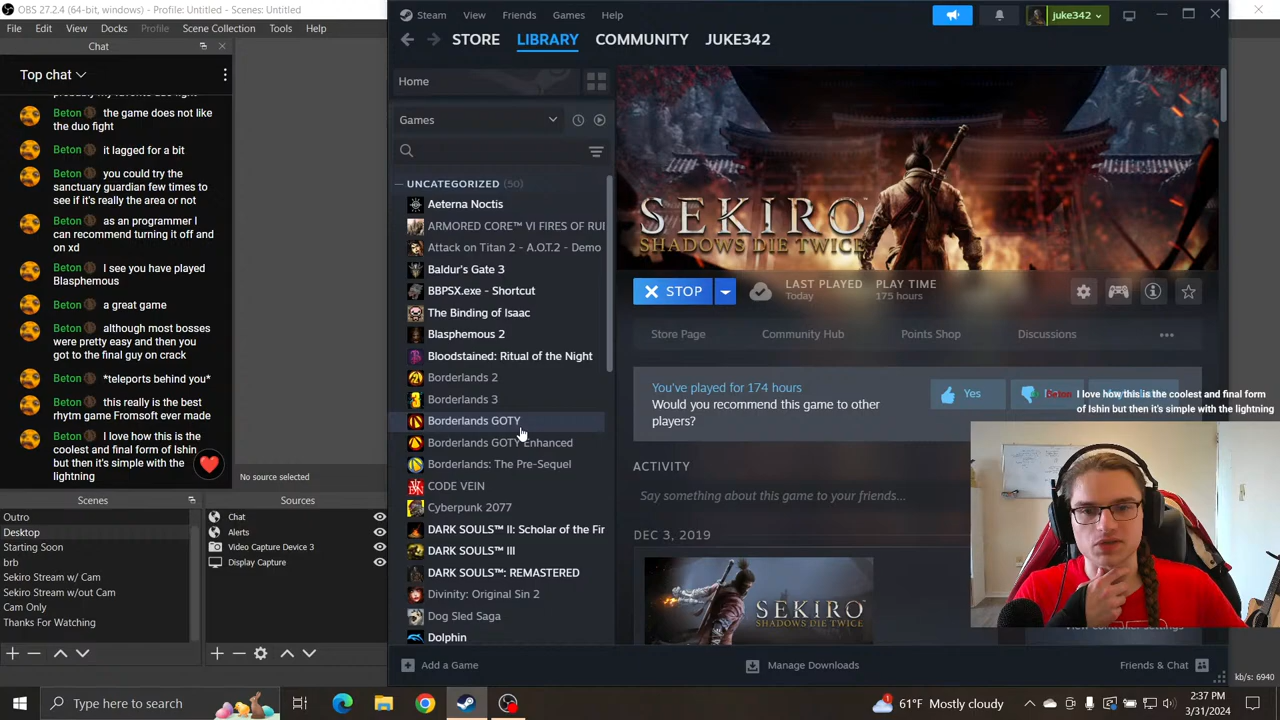 OBS 27.2.4 (64-bit, windows) - Profile: Untitled - Scenes: Untitled
File Edit View Docks Profile Scene Collection Tools Help
Chat
Top chat
the game does not like
the duo fight
Beton it lagged for a bit
Beton you could try the
sanctuary guardian few times to
see if it's really the area or not
Beton as an programmer I
can recommend turning it off and
on xd
Beton I see you have played
Blasphemous
Beton a great game
Beton although most bosses
were pretty easy and then you
got to the final guy on crack
Beton *teleports behind you*
Beton this really is the best
rhytm game Fromsoft ever made
Beton I love how this is the
coolest and final form of Ishin
but then it's simple with the
lightning
No source selected
Scenes
Outro
Desktop
Starting Soon
brb
Sekiro Stream w/ Cam
Sekiro Stream w/out Cam
Cam Only
Thanks For Watching
Sources
Chat
Alerts
Video Capture Device 3
Display Capture
Steam View Friends Games Help
juke342
STORE LIBRARY COMMUNITY JUKE342
Home
Games
UNCATEGORIZED (50)
Aeterna Noctis
ARMORED CORE™ VI FIRES OF RU
Attack on Titan 2 - A.O.T.2 - Demo
Baldur's Gate 3
BBPSX.exe - Shortcut
The Binding of Isaac
Blasphemous 2
Bloodstained: Ritual of the Night
Borderlands 2
Borderlands 3
Borderlands GOTY
Borderlands GOTY Enhanced
Borderlands: The Pre-Sequel
CODE VEIN
Cyberpunk 2077
DARK SOULS™ II: Scholar of the Fir
DARK SOULS™ III
DARK SOULS™: REMASTERED
Divinity: Original Sin 2
Dog Sled Saga
Dolphin
Add a Game
SEKIRO
SHADOWS DIE TWICE
STOP
LAST PLAYED
Today
PLAY TIME
175 hours
Store Page Community Hub Points Shop Discussions
You've played for 174 hours
Would you recommend this game to other
players?
Yes
Beton I love how this is the coolest and final form
of Ishin but then it's simple with the lightning
ACTIVITY
Say something about this game to your friends...
DEC 3, 2019
SEKIRO
View Controller Settings
Manage Downloads
Friends & Chat
kb/s: 6940
Type here to search
61°F Mostly cloudy
2:37 PM
3/31/2024